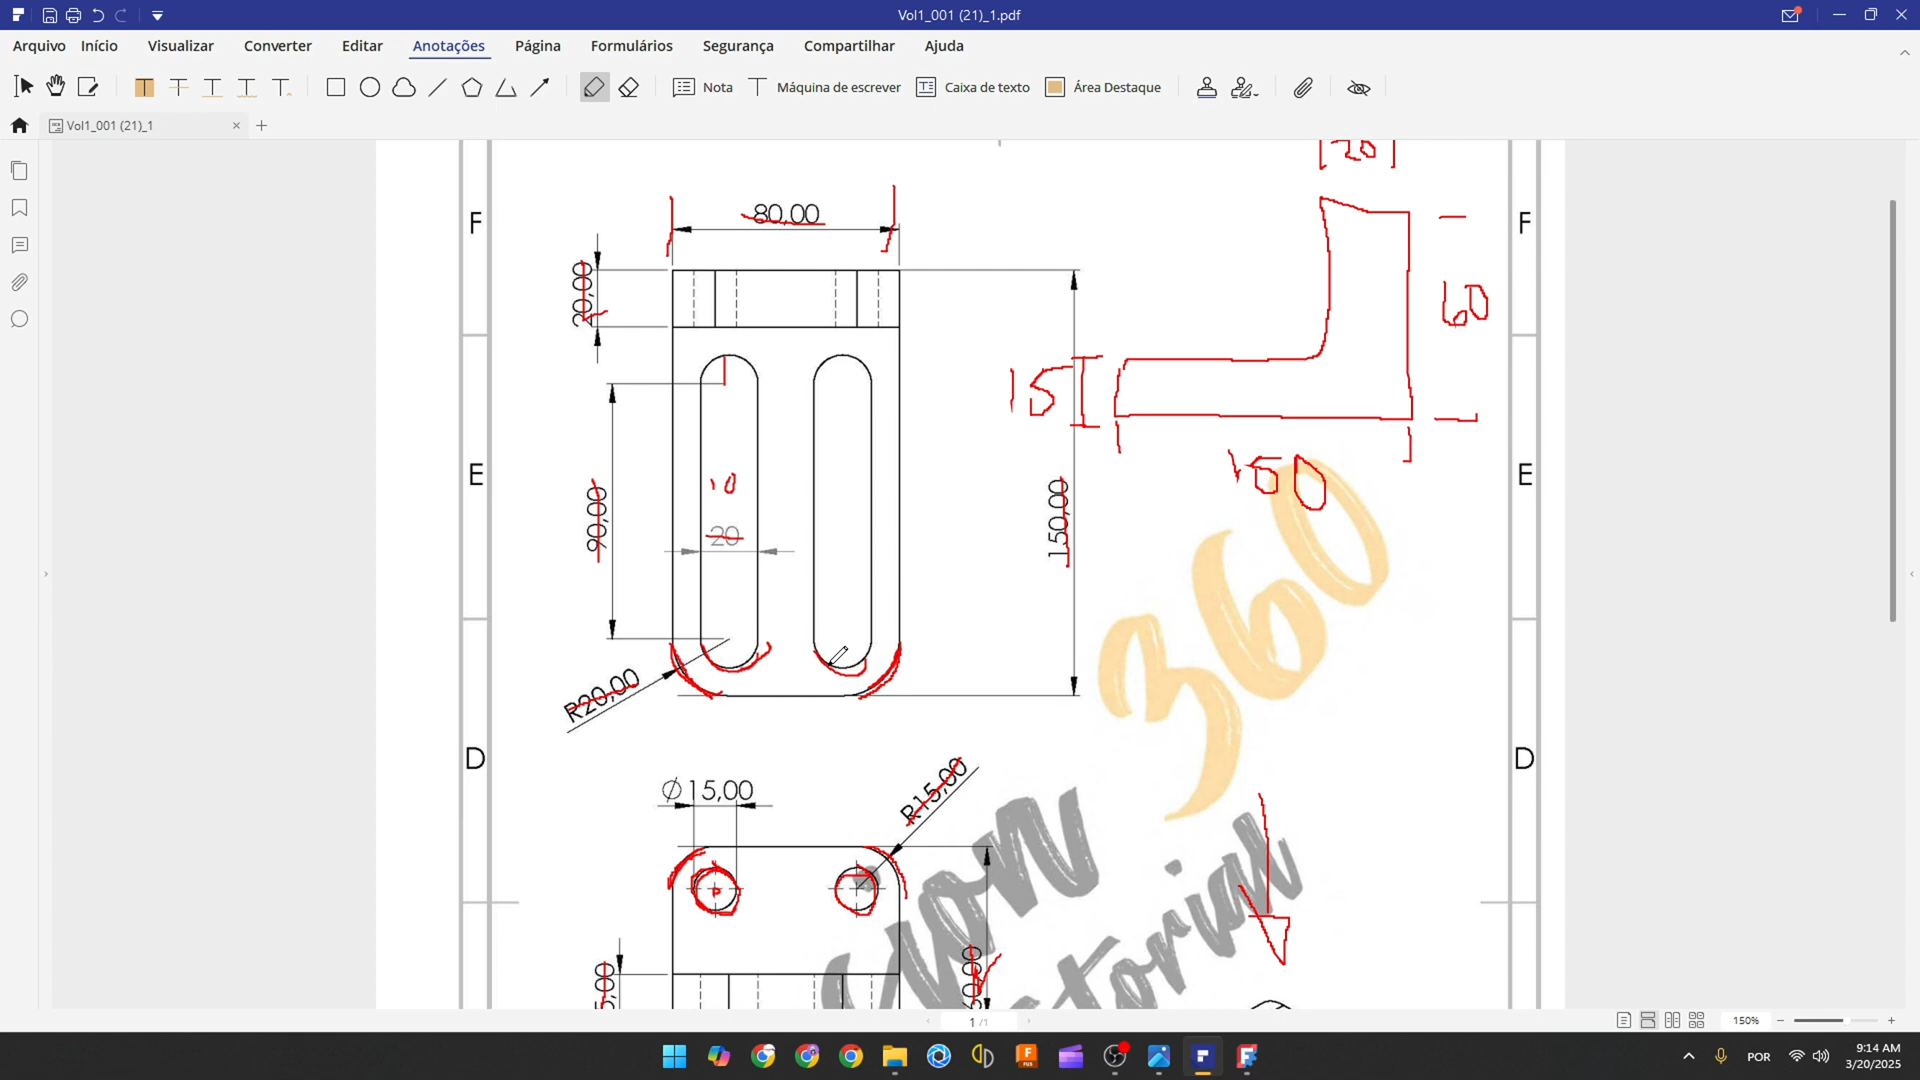 Vol1_001 (21)_1.pdf
Arquivo Início Visualizar Converter Editar Anotações Página Formulários Segurança Compartilhar Ajuda
T T T T T Nota T Máquina de escrever Caixa de texto Área Destaque
Vol1_001 (21)_1
20
F
80,00
F
20,00
60
15
E
90,00
10
20
150,00
150
E
360
R20,00
D
D
Ø15,00
R15,00
1 /1
150%
POR
9:14 AM
3/20/2025